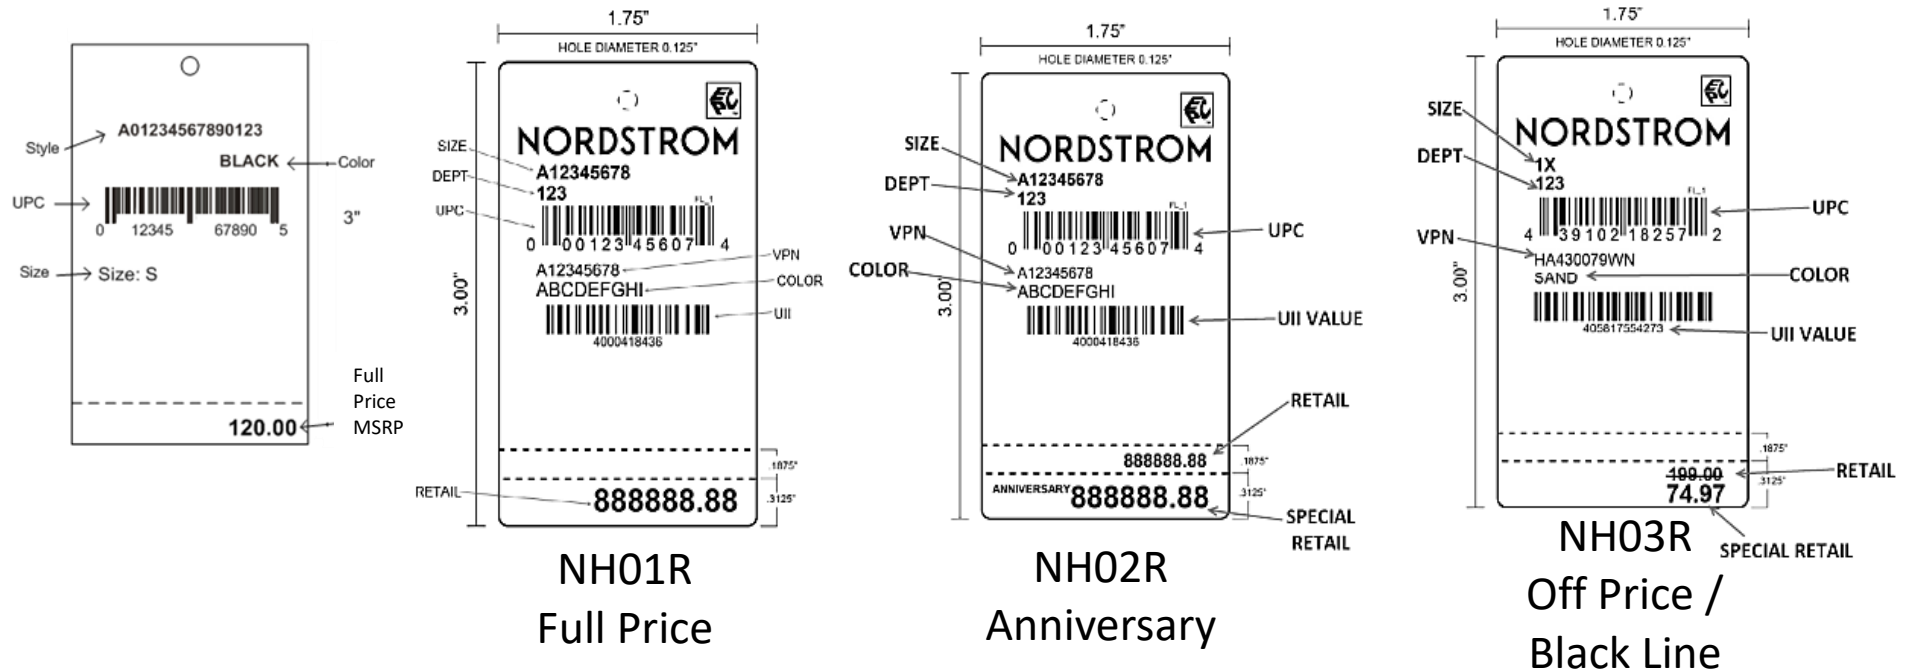 Style
A01234567890123
BLACK
Color
UPC
0 12345 67890 5
3"
Size
Size: S
Full
Price
MSRP
120.00
1.75"
HOLE DIAMETER 0.125"
NORDSTROM
SIZE
A12345678
DEPT
123
FL_1
UPC
0 00123 45607 4
A12345678
VPN
ABCDEFGHI
COLOR
UII
4000418436
3.00"
.1875"
RETAIL
888888.88
.3125"
NH01R
Full Price
1.75"
HOLE DIAMETER 0.125"
NORDSTROM
SIZE
A12345678
DEPT
123
FL_1
VPN
UPC
0 00123 45607 4
COLOR
A12345678
ABCDEFGHI
3.00"
UII VALUE
4000418436
RETAIL
888888.88
.1875"
ANNIVERSARY
888888.88
.3125"
SPECIAL
RETAIL
NH02R
Anniversary
1.75"
HOLE DIAMETER 0.125"
SIZE
NORDSTROM
DEPT
1X
123
FL_1
UPC
VPN
4 39102 18257 2
HA430079WN
SAND
COLOR
3.00"
405817554273
UII VALUE
.1875"
199.00
RETAIL
74.97
.3125"
SPECIAL RETAIL
NH03R
Off Price /
Black Line